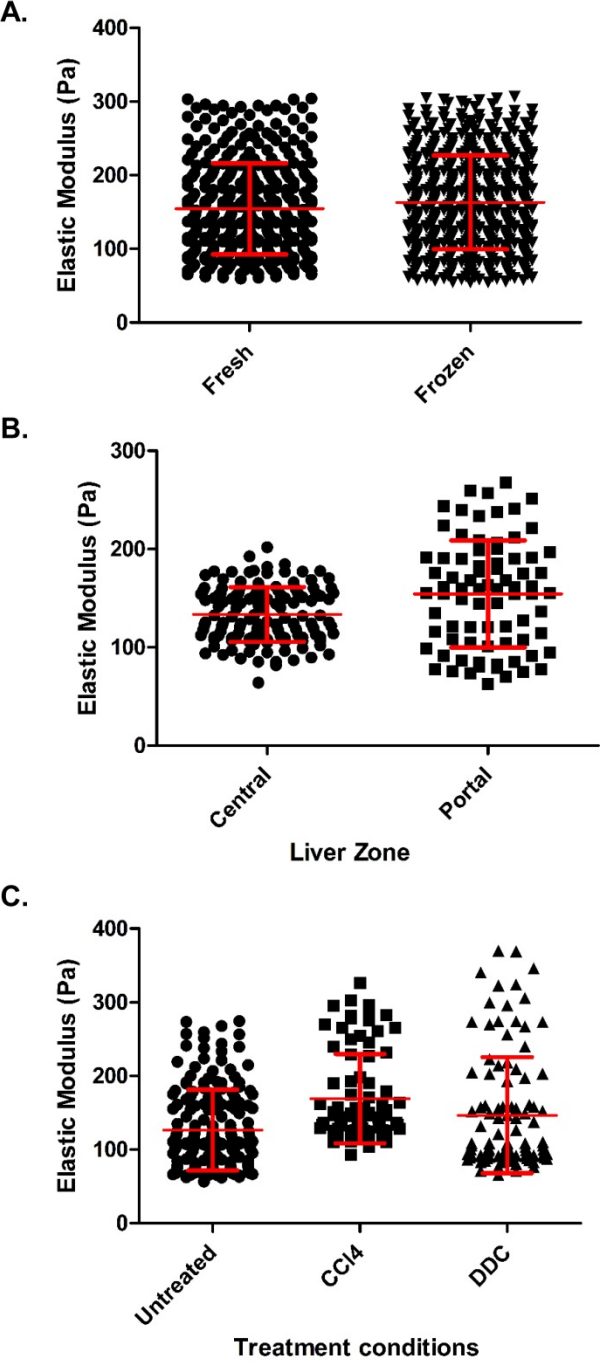 A.
Elastic Modulus (Pa)
400
300
200
100
0
Fresh
Frozen
B.
Elastic Modulus (Pa)
300
200
100
0
Central
Portal
Liver Zone
C.
Elastic Modulus (Pa)
400
300
200
100
0
Untreated
CCl4
DDC
Treatment conditions